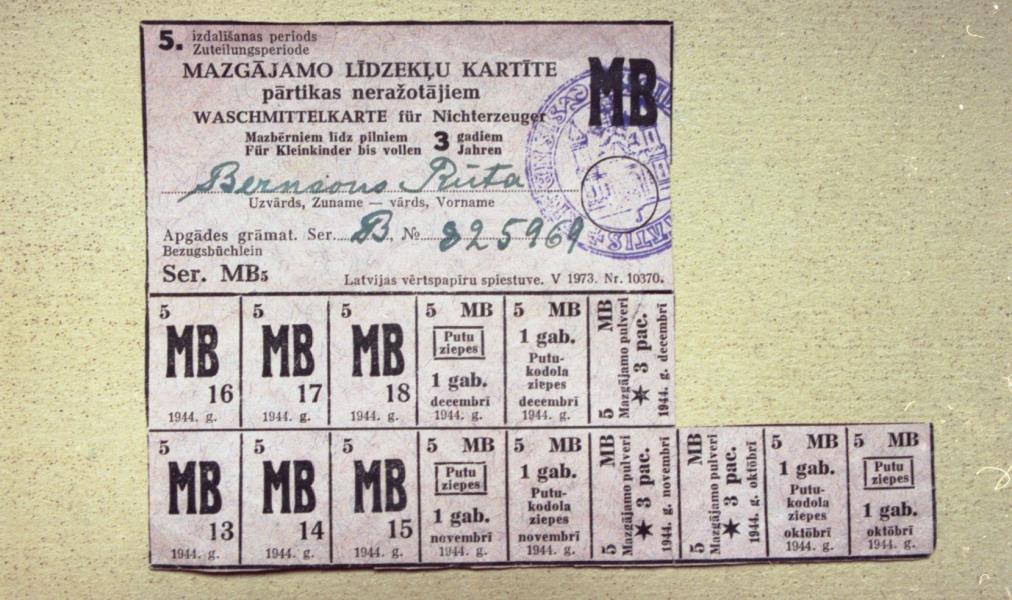 5. izdalīšanas periods
Zuteilungsperiode
MB
MAZGĀJAMO LĪDZEKĻU KARTĪTE
pārtikas neražotājiem
WASCHMITTELKARTE für Nichterzeuger
Mazbērniem līdz pilniem 3 gadiem
Für Kleinkinder bis vollen Jahren
Bernsons Rūta
Uzvārds, Zuname — vārds, Vorname
Apgādes grāmat. Ser. B. № 825969
Bezugsbüchlein
Ser. MB5
Latvijas vērtspapīru spiestuve. V 1973. Nr. 10370.
5
MB
16
1944. g.
5
MB
17
1944. g.
5
MB
18
1944. g.
5 MB
Putu
ziepes
1 gab.
decembrī
1944. g.
5 MB
1 gab.
Putu-
kodola
ziepes
decembrī
1944. g.
5 MB
Mazgājamo pulveri
✶ 3 pac.
1944. g. decembrī
5
MB
13
1944. g.
5
MB
14
1944. g.
5
MB
15
1944. g.
5 MB
Putu
ziepes
1 gab.
novembrī
1944. g.
5 MB
1 gab.
Putu-
kodola
ziepes
novembrī
1944. g.
5 MB
Mazgājamo pulveri
✶ 3 pac.
1944. g. novembrī
5 MB
Mazgājamo pulveri
✶ 3 pac.
1944. g. oktobrī
5 MB
1 gab.
Putu-
kodola
ziepes
oktobrī
1944. g.
5 MB
Putu
ziepes
1 gab.
oktobrī
1944. g.